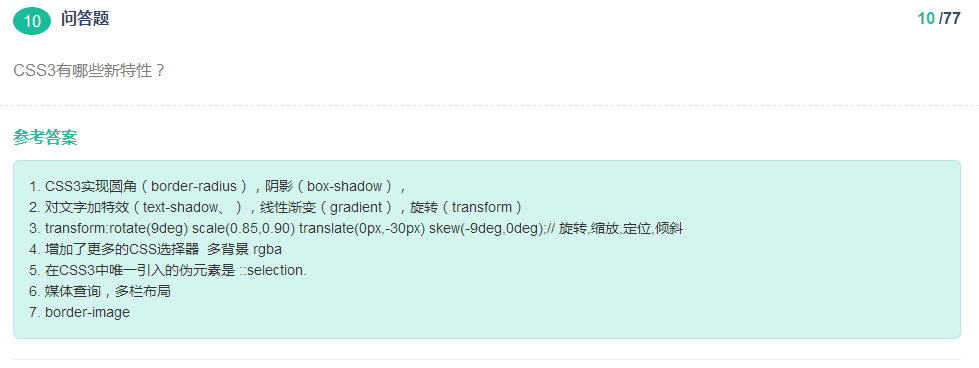 10 问答题 10 /77
CSS3有哪些新特性？
参考答案
1. CSS3实现圆角（border-radius），阴影（box-shadow），
2. 对文字加特效（text-shadow、），线性渐变（gradient），旋转（transform）
3. transform:rotate(9deg) scale(0.85,0.90) translate(0px,-30px) skew(-9deg,0deg);// 旋转,缩放,定位,倾斜
4. 增加了更多的CSS选择器 多背景 rgba
5. 在CSS3中唯一引入的伪元素是 ::selection.
6. 媒体查询，多栏布局
7. border-image